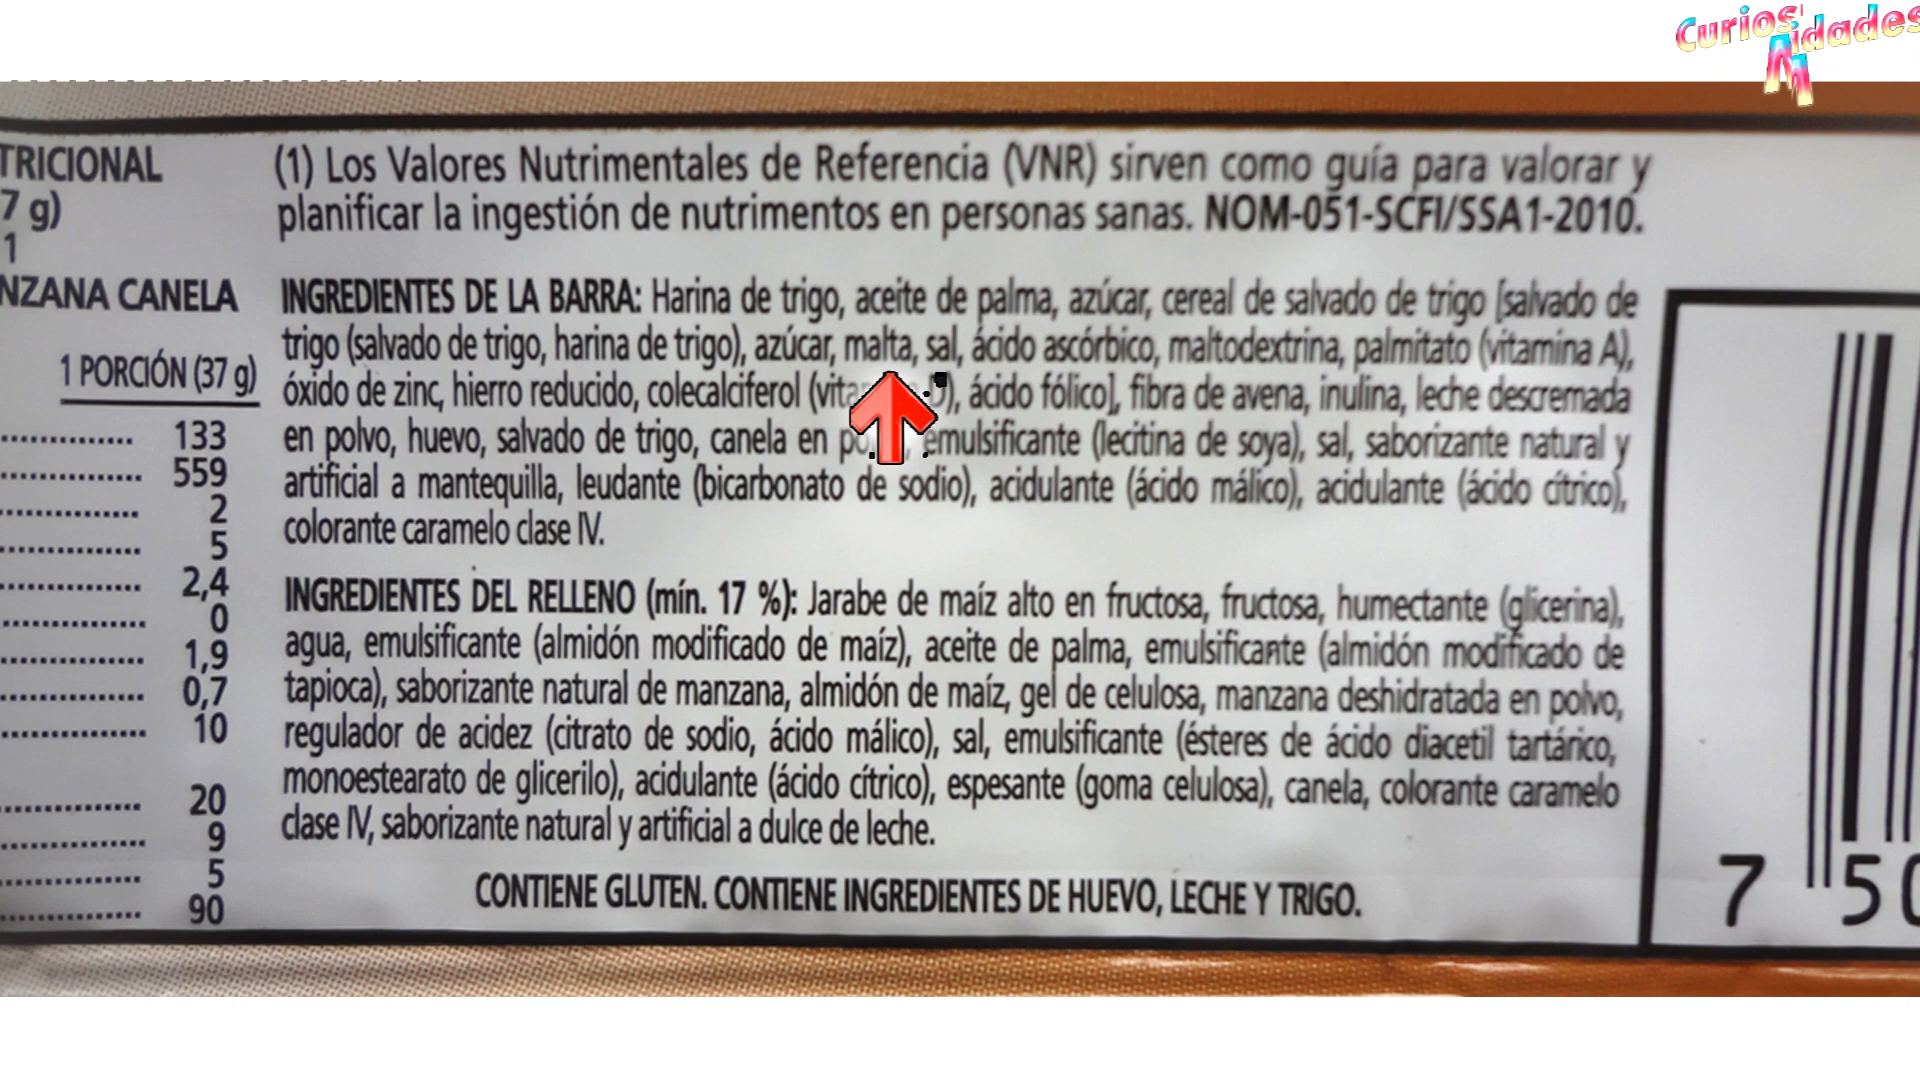 Curiosidades
M
TRICIONAL
7 g)
1
NZANA CANELA
1 PORCIÓN (37 g)
133
559
2
5
2,4
0
1,9
0,7
10
20
9
5
90
(1) Los Valores Nutrimentales de Referencia (VNR) sirven como guía para valorar y
planificar la ingestión de nutrimentos en personas sanas. NOM-051-SCFI/SSA1-2010.
INGREDIENTES DE LA BARRA: Harina de trigo, aceite de palma, azúcar, cereal de salvado de trigo [salvado de
trigo (salvado de trigo, harina de trigo), azúcar, malta, sal, ácido ascórbico, maltodextrina, palmitato (vitamina A),
óxido de zinc, hierro reducido, colecalciferol ácido fólico], fibra de avena, inulina, leche descremada
en polvo, huevo, salvado de trigo, canela en emulsificante (lecitina de soya), sal, saborizante natural y
artificial a mantequilla, leudante (bicarbonato de sodio), acidulante (ácido málico), acidulante (ácido cítrico),
colorante caramelo clase IV.
INGREDIENTES DEL RELLENO (mín. 17 %): Jarabe de maíz alto en fructosa, fructosa, humectante (glicerina),
agua, emulsificante (almidón modificado de maíz), aceite de palma, emulsificante (almidón modificado de
tapioca), saborizante natural de manzana, almidón de maíz, gel de celulosa, manzana deshidratada en polvo,
regulador de acidez (citrato de sodio, ácido málico), sal, emulsificante (ésteres de ácido diacetil tartárico,
monoestearato de glicerilo), acidulante (ácido cítrico), espesante (goma celulosa), canela, colorante caramelo
clase IV, saborizante natural y artificial a dulce de leche.
CONTIENE GLUTEN. CONTIENE INGREDIENTES DE HUEVO, LECHE Y TRIGO.
7 50